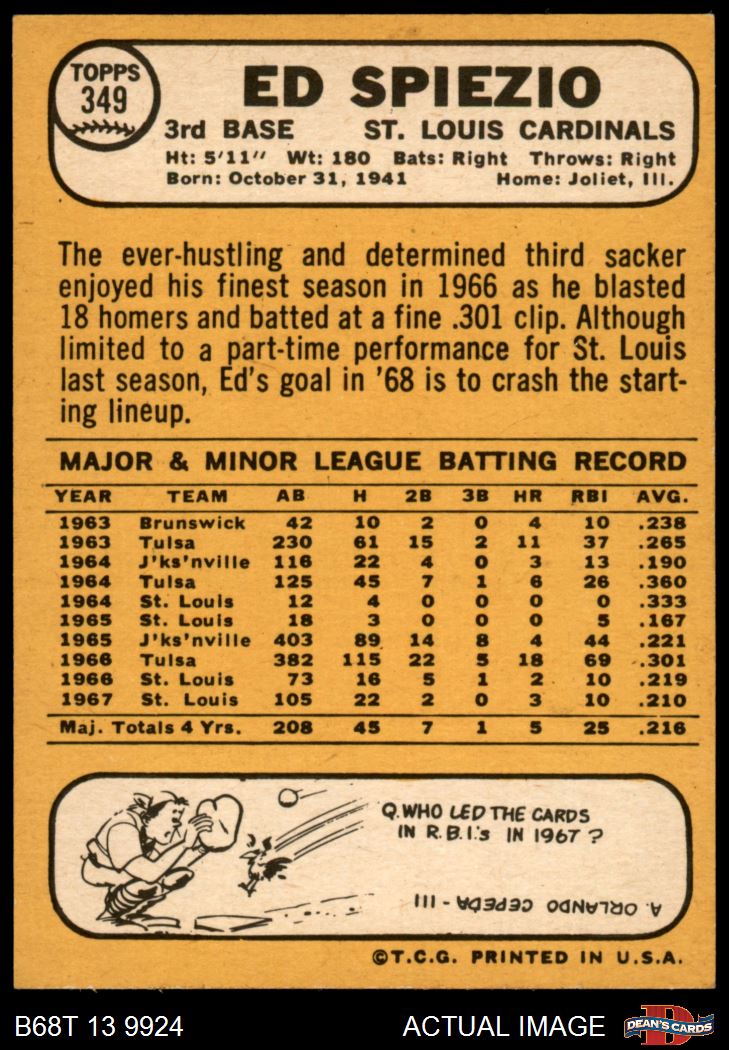 TOPPS
349
ED SPIEZIO
3rd BASE ST. LOUIS CARDINALS
Ht: 5'11" Wt: 180 Bats: Right Throws: Right
Born: October 31, 1941 Home: Joliet, Ill.
The ever-hustling and determined third sacker
enjoyed his finest season in 1966 as he blasted
18 homers and batted at a fine .301 clip. Although
limited to a part-time performance for St. Louis
last season, Ed's goal in '68 is to crash the start-
ing lineup.
MAJOR & MINOR LEAGUE BATTING RECORD
YEAR TEAM AB H 2B 3B HR RBI AVG.
1963 Brunswick 42 10 2 0 4 10 .238
1963 Tulsa 230 61 15 2 11 37 .265
1964 J'ks'nville 116 22 4 0 3 13 .190
1964 Tulsa 125 45 7 1 6 26 .360
1964 St. Louis 12 4 0 0 0 0 .333
1965 St. Louis 18 3 0 0 0 5 .167
1965 J'ks'nville 403 89 14 8 4 44 .221
1966 Tulsa 382 115 22 5 18 69 .301
1966 St. Louis 73 16 5 1 2 10 .219
1967 St. Louis 105 22 2 0 3 10 .210
Maj. Totals 4 Yrs. 208 45 7 1 5 25 .216
Q. WHO LED THE CARDS
IN R.B.I.'s IN 1967?
A. ORLANDO CEPEDA - 111
©T.C.G. PRINTED IN U.S.A.
B68T 13 9924 ACTUAL IMAGE
D
DEAN'S CARDS